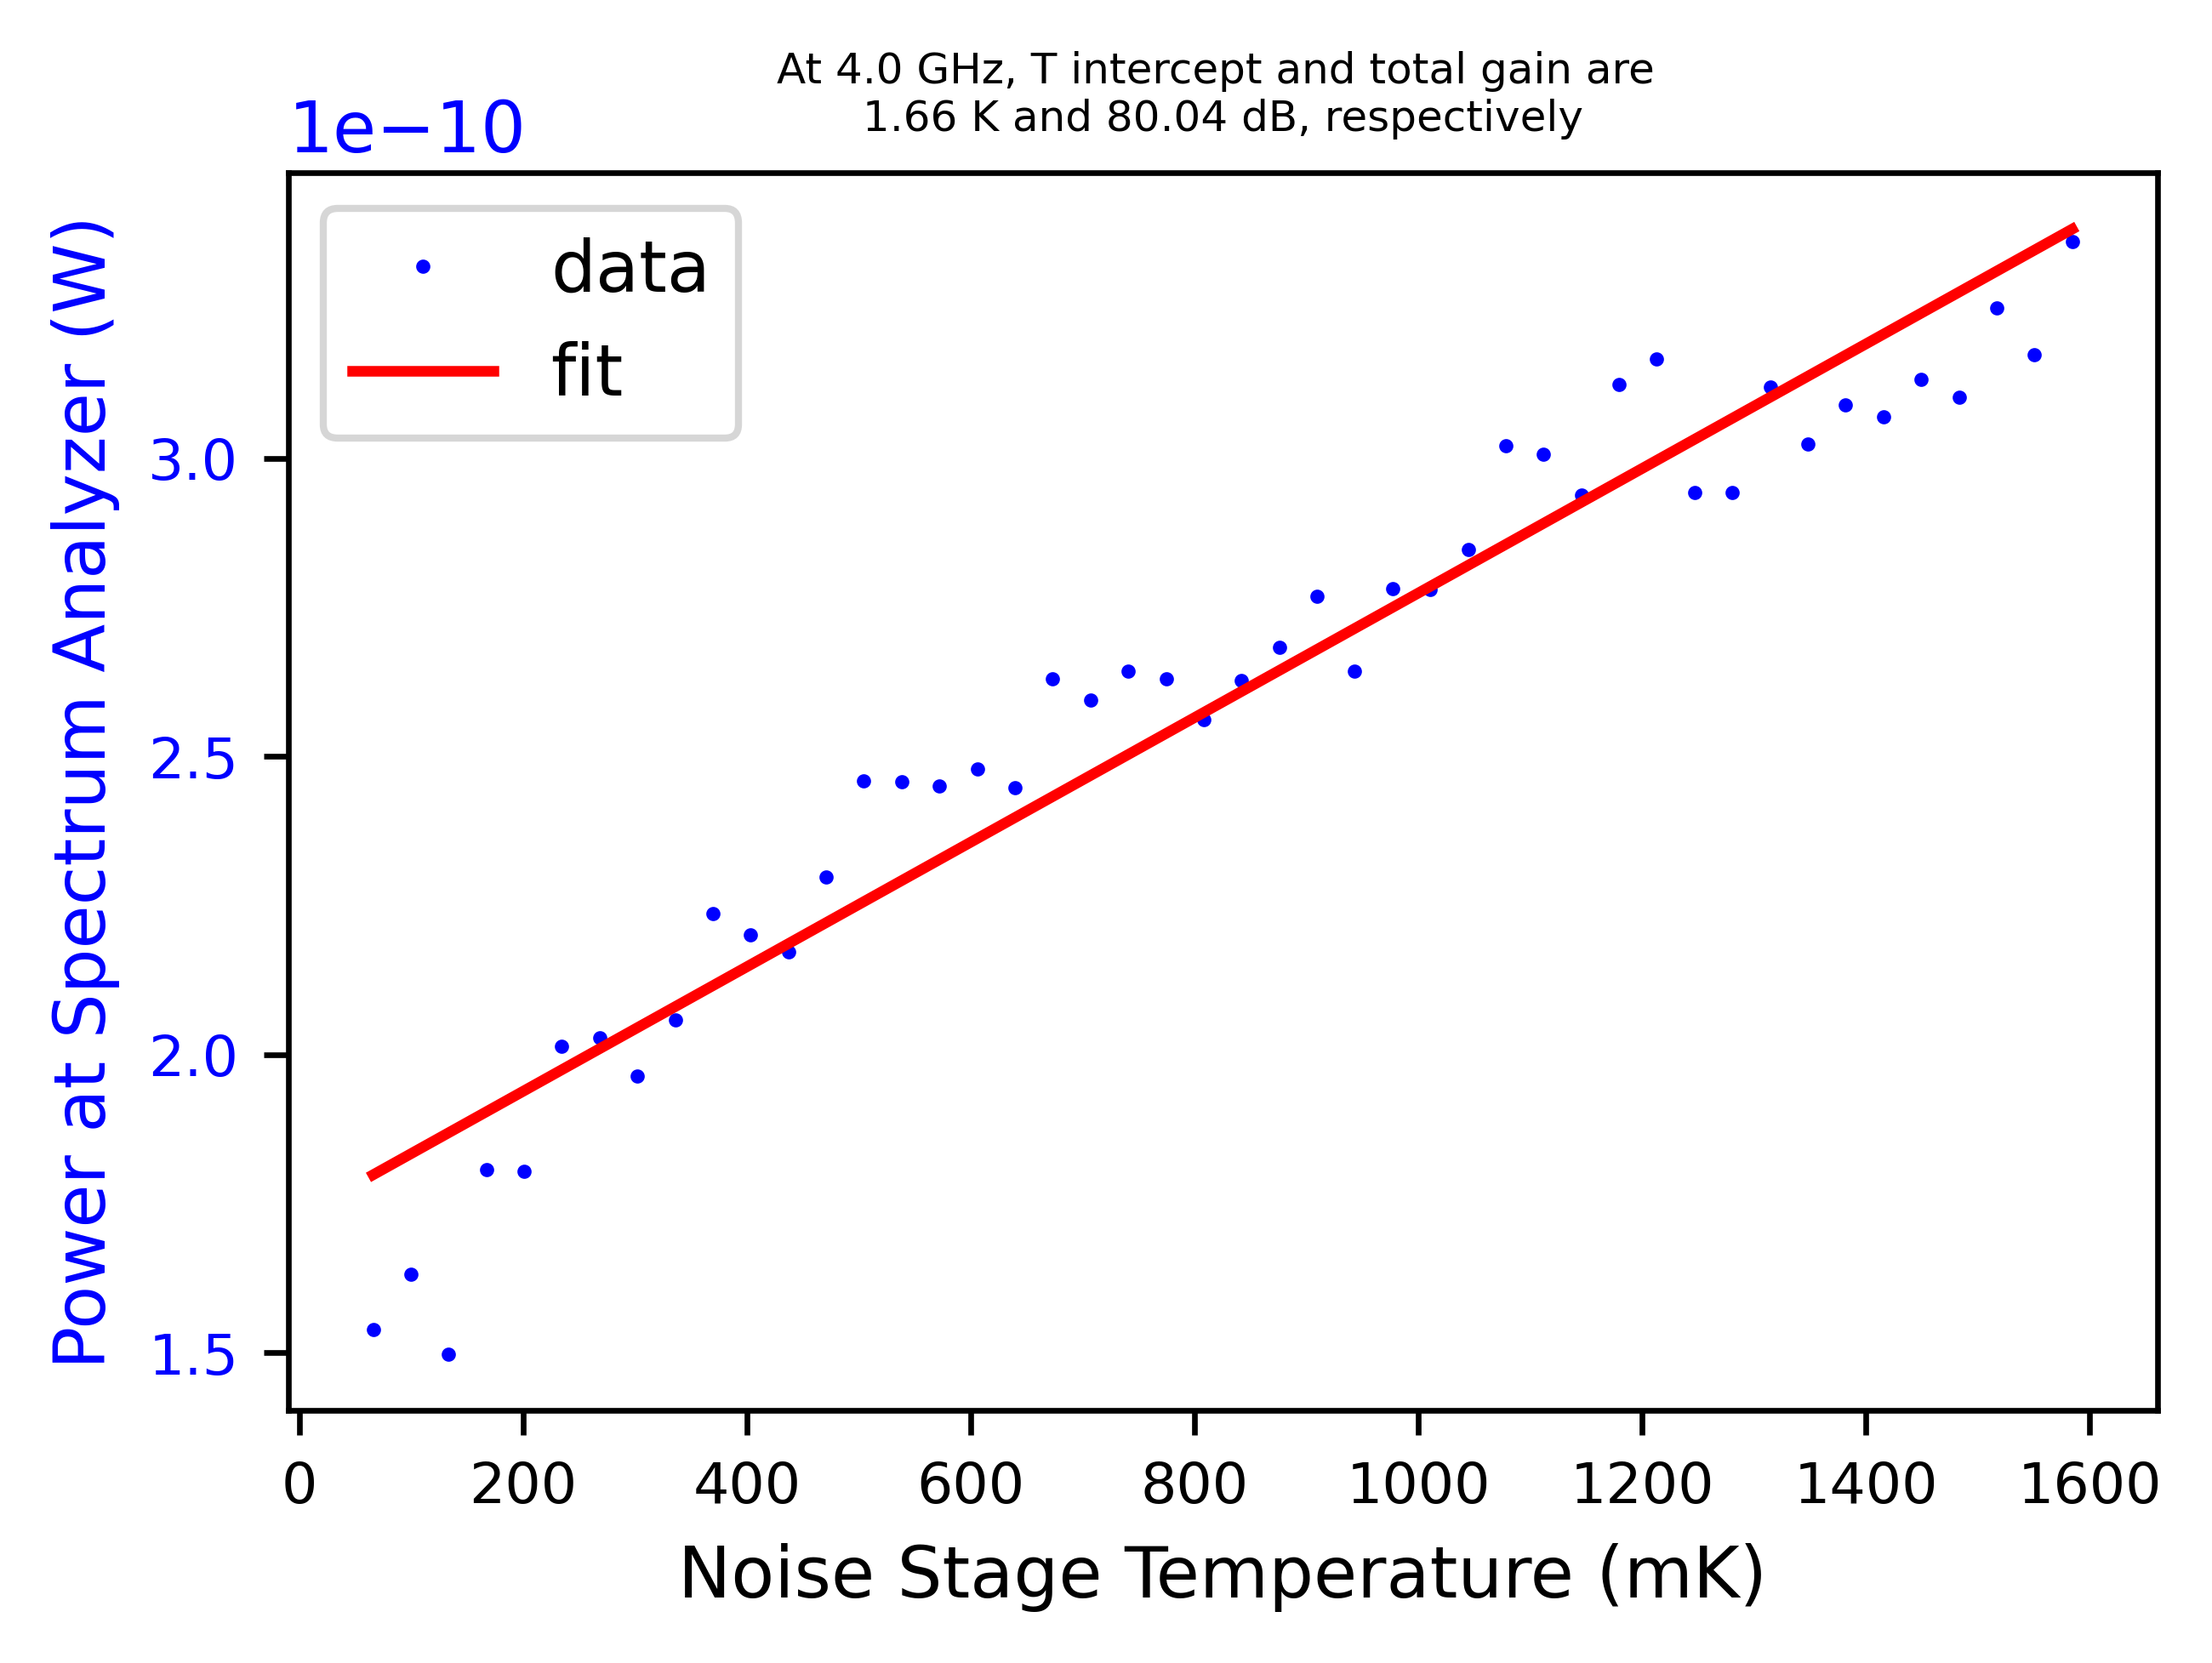 At 4.0 GHz, T intercept and total gain are
1.66 K and 80.04 dB, respectively
1e−10
data
fit
Power at Spectrum Analyzer (W)
3.0
2.5
2.0
1.5
0 200 400 600 800 1000 1200 1400 1600
Noise Stage Temperature (mK)